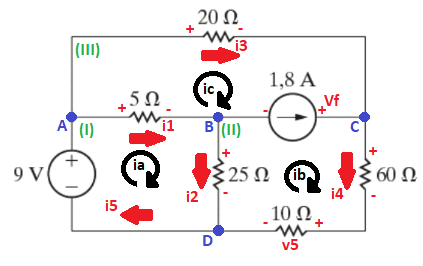 20 Ω
+ -
(III) i3
ic
1,8 A
5 Ω
+ - - + Vf
A (I) i1 B (II) C
+ +
9 V + - ia i2 25 Ω ib i4 60 Ω
i5 - -
10 Ω
- +
D v5